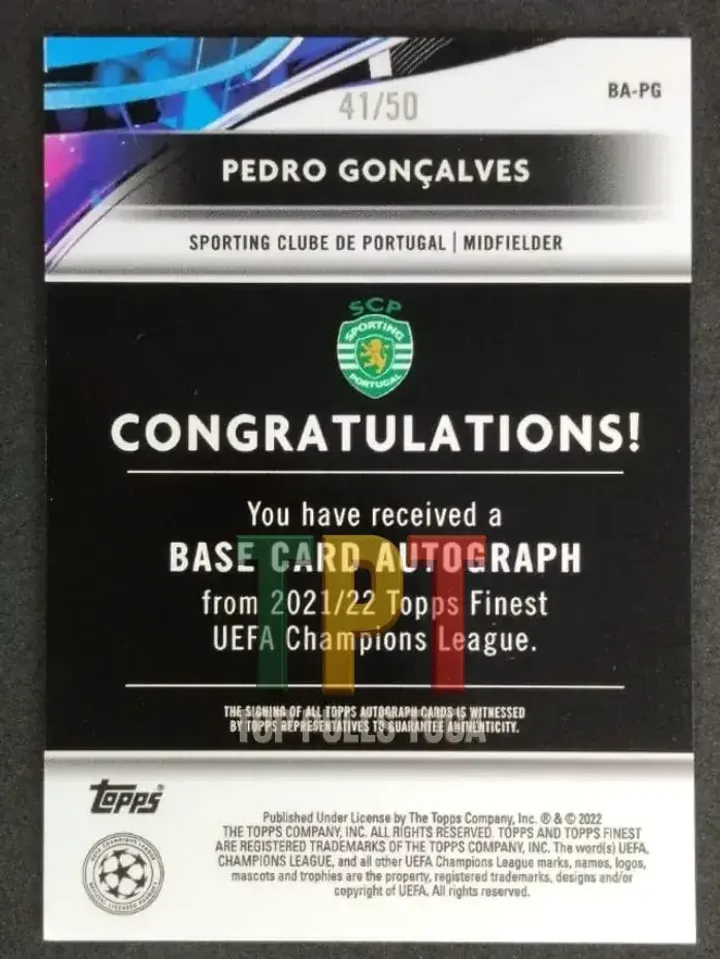 41/50
BA-PG
PEDRO GONÇALVES
SPORTING CLUBE DE PORTUGAL | MIDFIELDER
SCP
SPORTING
PORTUGAL
CONGRATULATIONS!
You have received a
BASE CARD AUTOGRAPH
from 2021/22 Topps Finest
UEFA Champions League.
TPT
THE SIGNING OF ALL TOPPS AUTOGRAPH CARDS IS WITNESSED
BY TOPPS REPRESENTATIVES TO GUARANTEE AUTHENTICITY.
topps®
Published Under License by The Topps Company, Inc. ® & © 2022
THE TOPPS COMPANY, INC. ALL RIGHTS RESERVED. TOPPS AND TOPPS FINEST
ARE REGISTERED TRADEMARKS OF THE TOPPS COMPANY, INC. The word(s) UEFA,
CHAMPIONS LEAGUE, and all other UEFA Champions League marks, names, logos,
mascots and trophies are the property, registered trademarks, designs and/or
copyright of UEFA. All rights reserved.